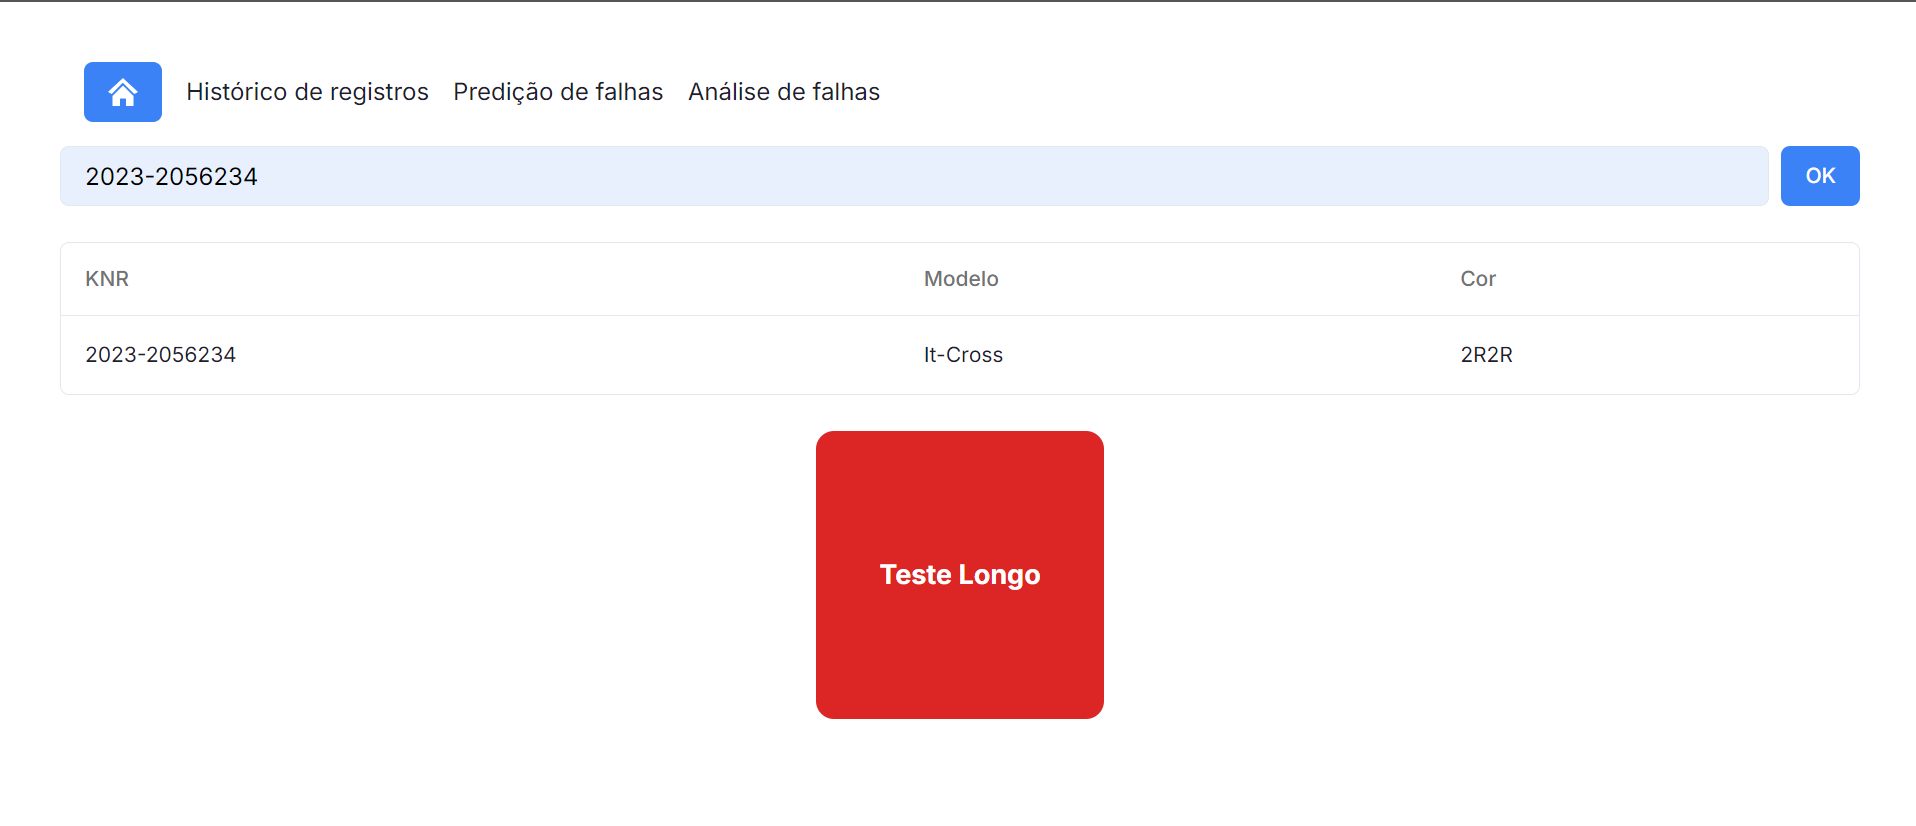 Histórico de registros Predição de falhas Análise de falhas
2023-2056234 OK
KNR Modelo Cor
2023-2056234 It-Cross 2R2R
Teste Longo